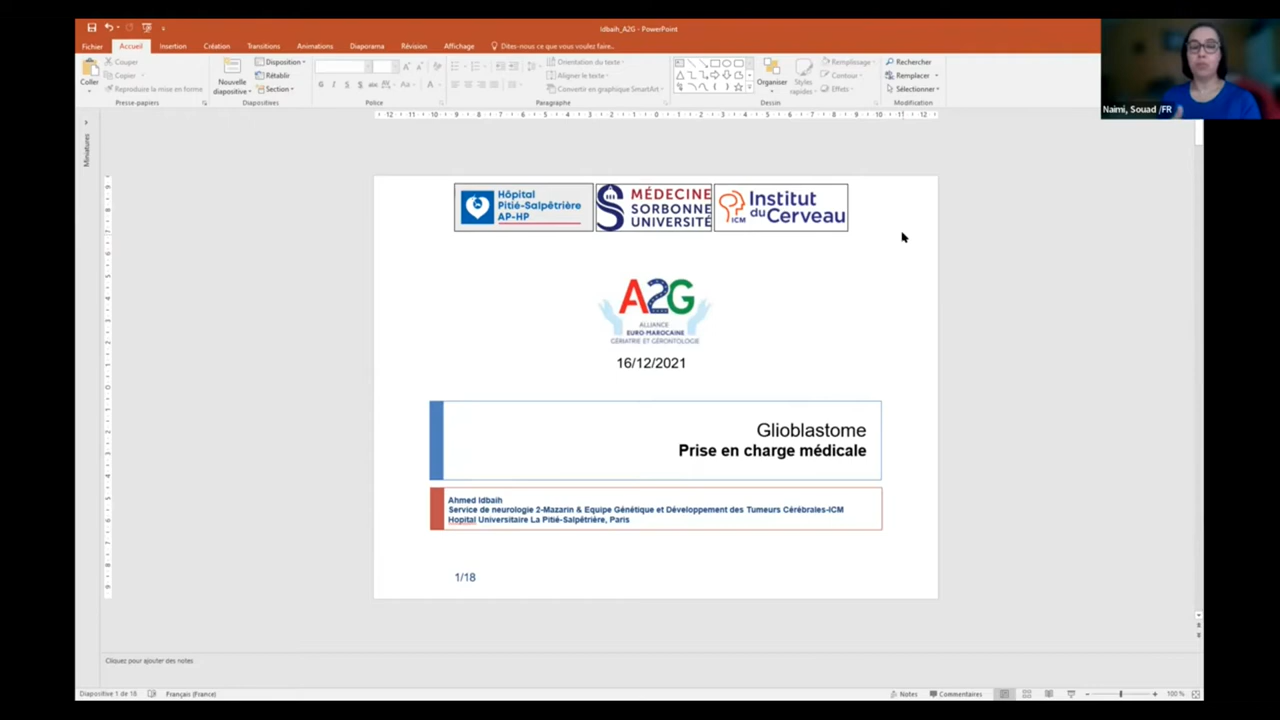 Idbaih_A2G - PowerPoint
Fichier Accueil Insertion Création Transitions Animations Diaporama Révision Affichage Dites-nous ce que vous voulez faire...
Coller
Couper
Copier
Reproduire la mise en forme
Presse-papiers
Nouvelle diapositive
Disposition
Rétablir
Section
Diapositives
Police
Orientation du texte
Aligner le texte
Convertir en graphique SmartArt
Paragraphe
Organiser
Styles rapides
Remplissage
Contour
Effets
Dessin
Rechercher
Remplacer
Sélectionner
Modification
Naimi, Souad /FR
Miniatures
Hôpital
Pitié-Salpêtrière
AP-HP
MÉDECINE
SORBONNE
UNIVERSITÉ
Institut
du Cerveau
ICM
A2G
ALLIANCE
EURO MAROCAINE
GÉRIATRIE ET GÉRONTOLOGIE
16/12/2021
Glioblastome
Prise en charge médicale
Ahmed Idbaih
Service de neurologie 2-Mazarin & Equipe Génétique et Développement des Tumeurs Cérébrales-ICM
Hopital Universitaire La Pitié-Salpêtrière, Paris
1/18
Cliquez pour ajouter des notes
Diapositive 1 de 18 Français (France) Notes Commentaires 100 %